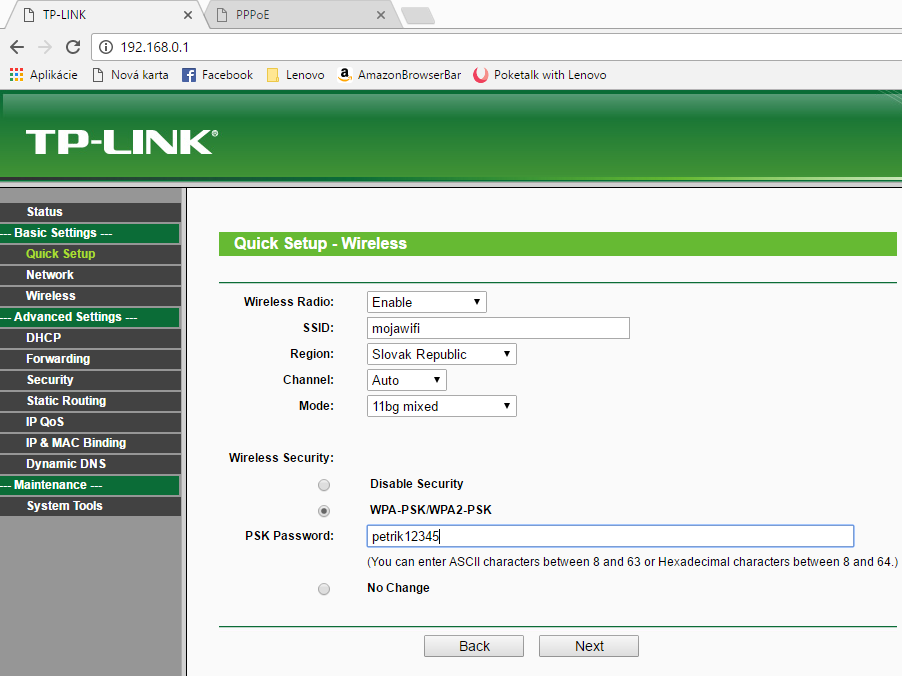 TP-LINK PPPoE
192.168.0.1
Aplikácie Nová karta Facebook Lenovo AmazonBrowserBar Poketalk with Lenovo
TP-LINK®
Status
--- Basic Settings ---
Quick Setup
Network
Wireless
--- Advanced Settings ---
DHCP
Forwarding
Security
Static Routing
IP QoS
IP & MAC Binding
Dynamic DNS
--- Maintenance ---
System Tools
Quick Setup - Wireless
Wireless Radio: Enable
SSID: mojawifi
Region: Slovak Republic
Channel: Auto
Mode: 11bg mixed
Wireless Security:
Disable Security
WPA-PSK/WPA2-PSK
PSK Password: petrik12345
(You can enter ASCII characters between 8 and 63 or Hexadecimal characters between 8 and 64.)
No Change
Back Next